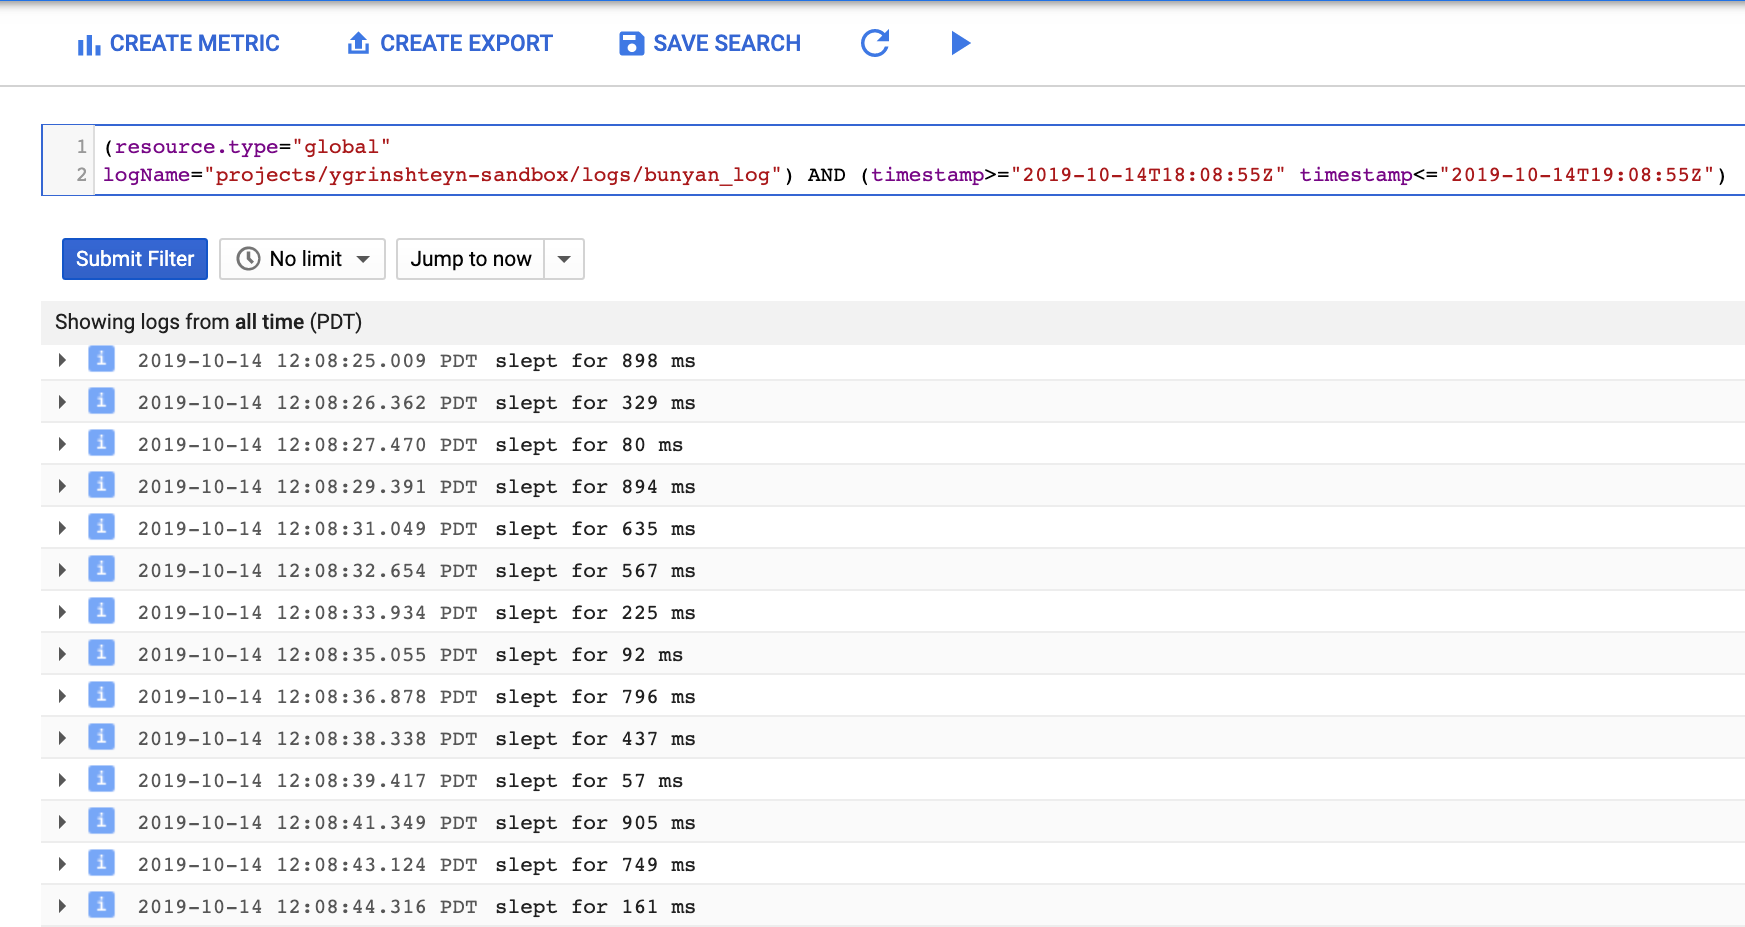 CREATE METRIC CREATE EXPORT SAVE SEARCH
1 (resource.type="global"
2 logName="projects/ygrinshteyn-sandbox/logs/bunyan_log") AND (timestamp>="2019-10-14T18:08:55Z" timestamp<="2019-10-14T19:08:55Z")
Submit Filter No limit Jump to now
Showing logs from all time (PDT)
i 2019-10-14 12:08:25.009 PDT slept for 898 ms
i 2019-10-14 12:08:26.362 PDT slept for 329 ms
i 2019-10-14 12:08:27.470 PDT slept for 80 ms
i 2019-10-14 12:08:29.391 PDT slept for 894 ms
i 2019-10-14 12:08:31.049 PDT slept for 635 ms
i 2019-10-14 12:08:32.654 PDT slept for 567 ms
i 2019-10-14 12:08:33.934 PDT slept for 225 ms
i 2019-10-14 12:08:35.055 PDT slept for 92 ms
i 2019-10-14 12:08:36.878 PDT slept for 796 ms
i 2019-10-14 12:08:38.338 PDT slept for 437 ms
i 2019-10-14 12:08:39.417 PDT slept for 57 ms
i 2019-10-14 12:08:41.349 PDT slept for 905 ms
i 2019-10-14 12:08:43.124 PDT slept for 749 ms
i 2019-10-14 12:08:44.316 PDT slept for 161 ms